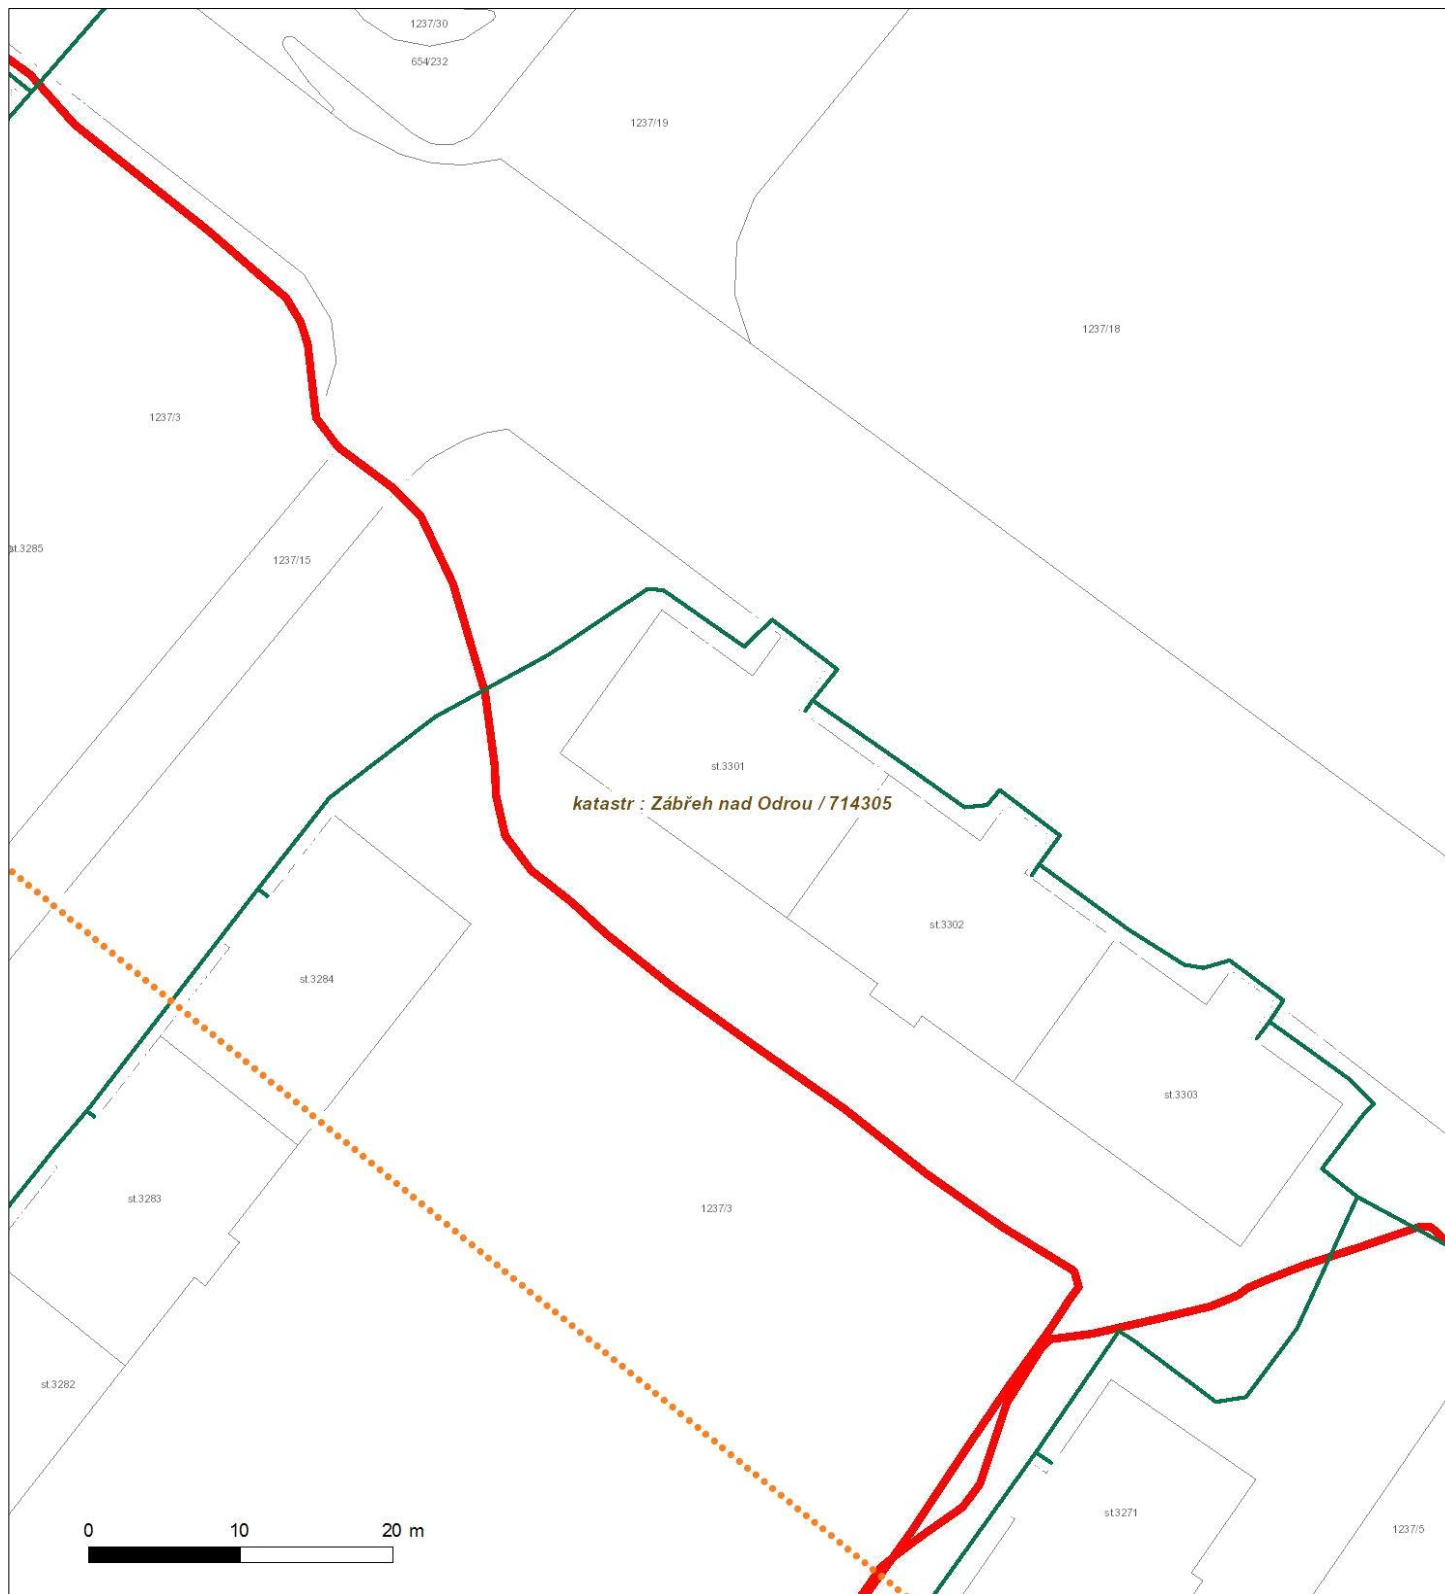 1237/30
654/232
1237/19
1237/18
1237/3
st.3285
1237/15
st.3301
katastr : Zábřeh nad Odrou / 714305
st.3302
st.3284
st.3303
st.3283
1237/3
st.3282
st.3271
1237/5
0 10 20 m